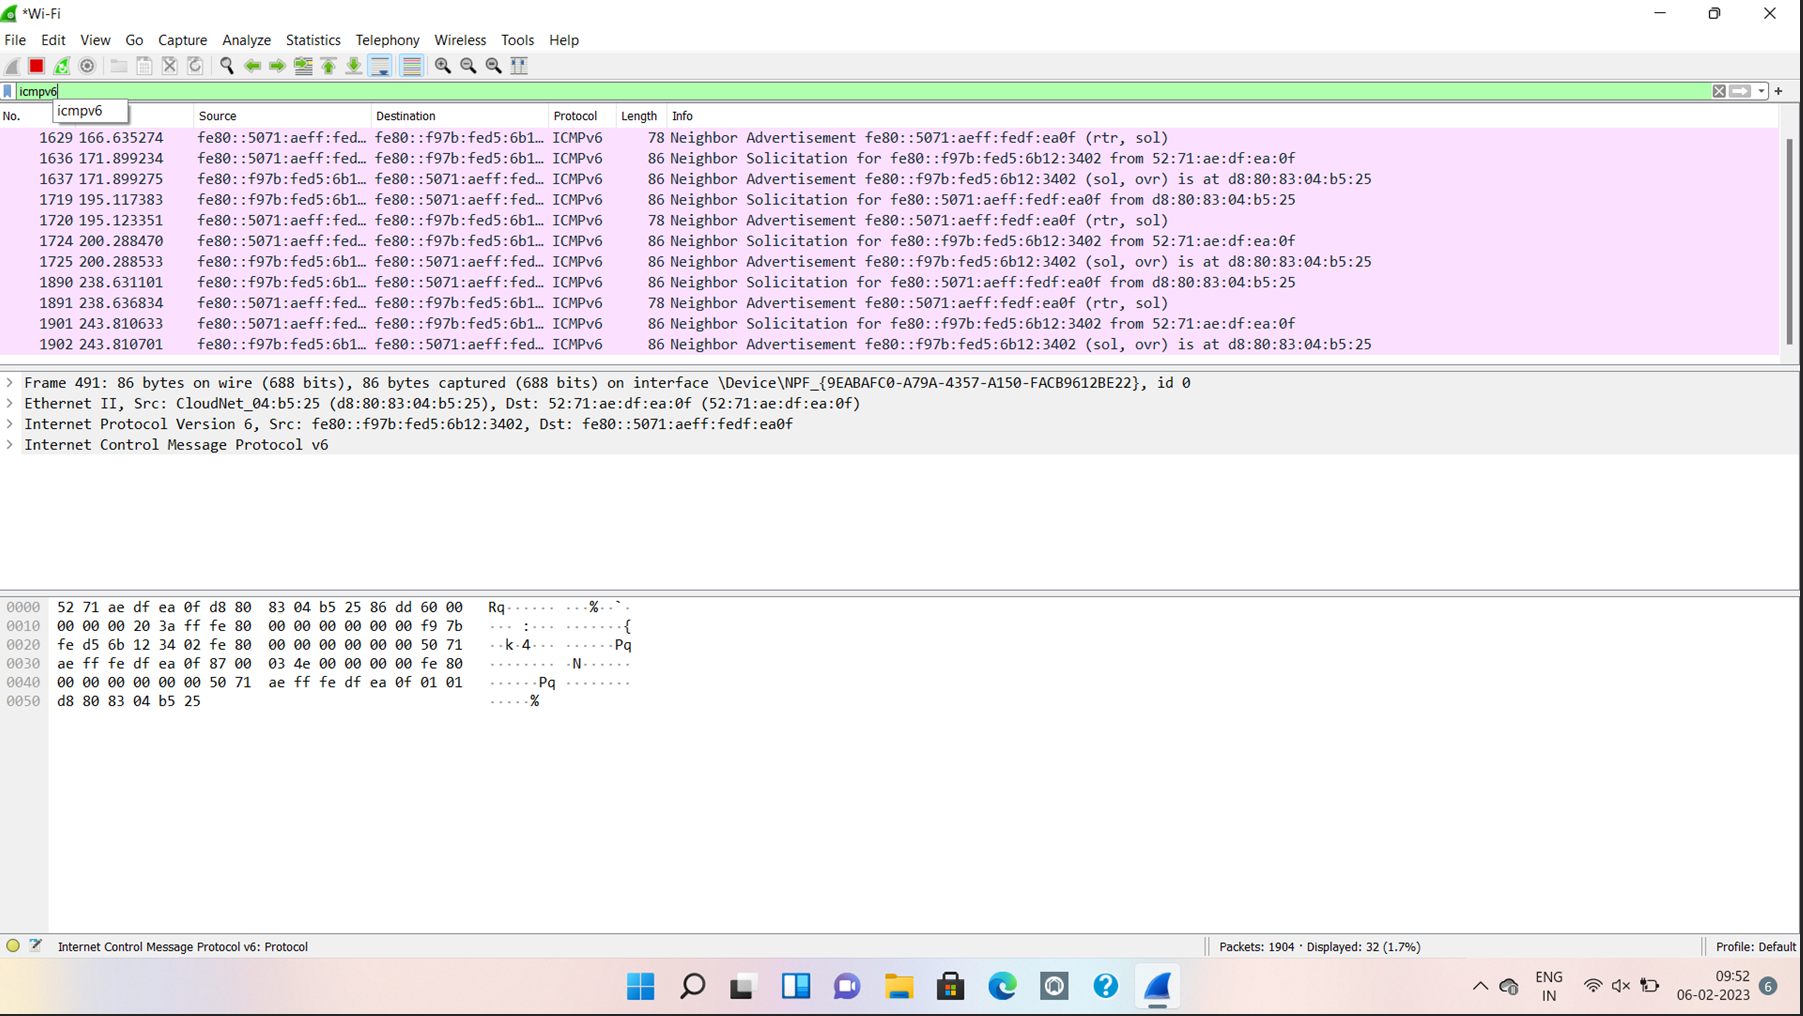 *Wi-Fi
File Edit View Go Capture Analyze Statistics Telephony Wireless Tools Help
icmpv6
icmpv6
No. Source Destination Protocol Length Info
1629 166.635274 fe80::5071:aeff:fed… fe80::f97b:fed5:6b1… ICMPv6 78 Neighbor Advertisement fe80::5071:aeff:fedf:ea0f (rtr, sol)
1636 171.899234 fe80::5071:aeff:fed… fe80::f97b:fed5:6b1… ICMPv6 86 Neighbor Solicitation for fe80::f97b:fed5:6b12:3402 from 52:71:ae:df:ea:0f
1637 171.899275 fe80::f97b:fed5:6b1… fe80::5071:aeff:fed… ICMPv6 86 Neighbor Advertisement fe80::f97b:fed5:6b12:3402 (sol, ovr) is at d8:80:83:04:b5:25
1719 195.117383 fe80::f97b:fed5:6b1… fe80::5071:aeff:fed… ICMPv6 86 Neighbor Solicitation for fe80::5071:aeff:fedf:ea0f from d8:80:83:04:b5:25
1720 195.123351 fe80::5071:aeff:fed… fe80::f97b:fed5:6b1… ICMPv6 78 Neighbor Advertisement fe80::5071:aeff:fedf:ea0f (rtr, sol)
1724 200.288470 fe80::5071:aeff:fed… fe80::f97b:fed5:6b1… ICMPv6 86 Neighbor Solicitation for fe80::f97b:fed5:6b12:3402 from 52:71:ae:df:ea:0f
1725 200.288533 fe80::f97b:fed5:6b1… fe80::5071:aeff:fed… ICMPv6 86 Neighbor Advertisement fe80::f97b:fed5:6b12:3402 (sol, ovr) is at d8:80:83:04:b5:25
1890 238.631101 fe80::f97b:fed5:6b1… fe80::5071:aeff:fed… ICMPv6 86 Neighbor Solicitation for fe80::5071:aeff:fedf:ea0f from d8:80:83:04:b5:25
1891 238.636834 fe80::5071:aeff:fed… fe80::f97b:fed5:6b1… ICMPv6 78 Neighbor Advertisement fe80::5071:aeff:fedf:ea0f (rtr, sol)
1901 243.810633 fe80::5071:aeff:fed… fe80::f97b:fed5:6b1… ICMPv6 86 Neighbor Solicitation for fe80::f97b:fed5:6b12:3402 from 52:71:ae:df:ea:0f
1902 243.810701 fe80::f97b:fed5:6b1… fe80::5071:aeff:fed… ICMPv6 86 Neighbor Advertisement fe80::f97b:fed5:6b12:3402 (sol, ovr) is at d8:80:83:04:b5:25
Frame 491: 86 bytes on wire (688 bits), 86 bytes captured (688 bits) on interface \Device\NPF_{9EABAFC0-A79A-4357-A150-FACB9612BE22}, id 0
Ethernet II, Src: CloudNet_04:b5:25 (d8:80:83:04:b5:25), Dst: 52:71:ae:df:ea:0f (52:71:ae:df:ea:0f)
Internet Protocol Version 6, Src: fe80::f97b:fed5:6b12:3402, Dst: fe80::5071:aeff:fedf:ea0f
Internet Control Message Protocol v6
0000 52 71 ae df ea 0f d8 80 83 04 b5 25 86 dd 60 00 Rq······ ···%··`·
0010 00 00 00 20 3a ff fe 80 00 00 00 00 00 00 f9 7b ··· :··· ·······{
0020 fe d5 6b 12 34 02 fe 80 00 00 00 00 00 00 50 71 ··k·4··· ······Pq
0030 ae ff fe df ea 0f 87 00 03 4e 00 00 00 00 fe 80 ········ ·N······
0040 00 00 00 00 00 00 50 71 ae ff fe df ea 0f 01 01 ······Pq ········
0050 d8 80 83 04 b5 25 ·····%
Internet Control Message Protocol v6: Protocol Packets: 1904 · Displayed: 32 (1.7%) Profile: Default
ENG 09:52
IN 06-02-2023 6